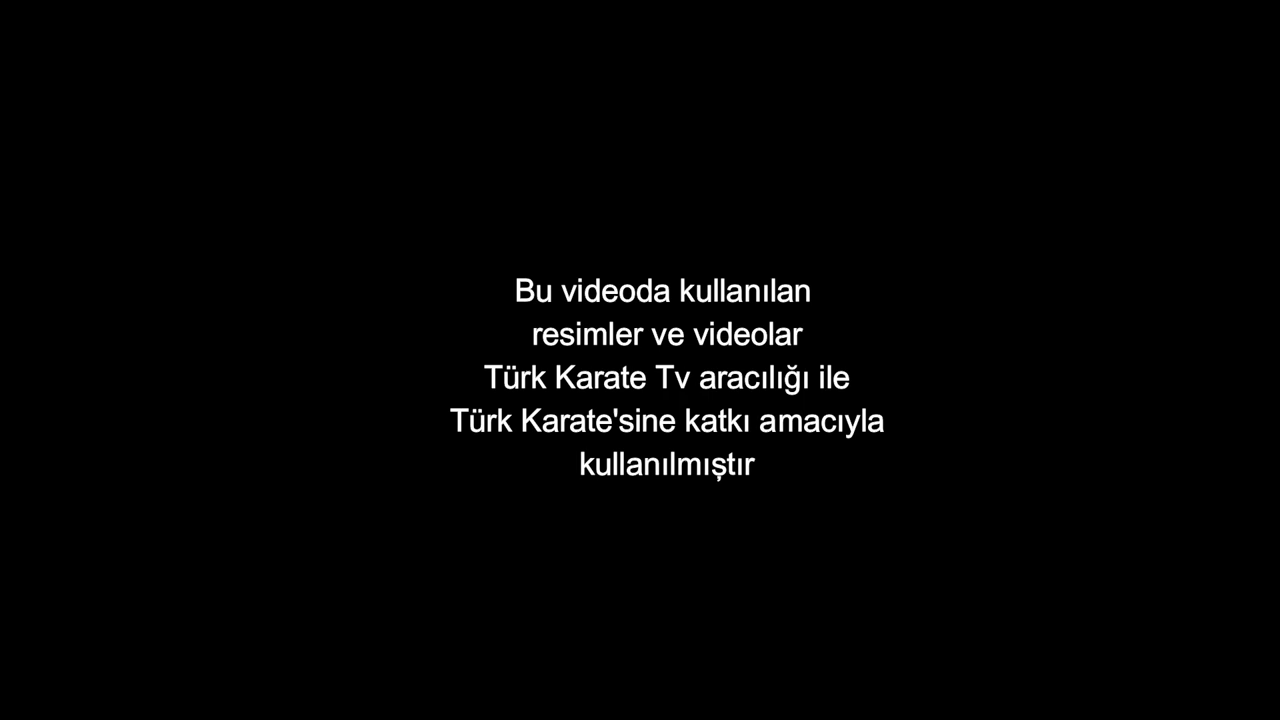 Bu videoda kullanılan
resimler ve videolar
Türk Karate Tv aracılığı ile
Türk Karate'sine katkı amacıyla
kullanılmıştır